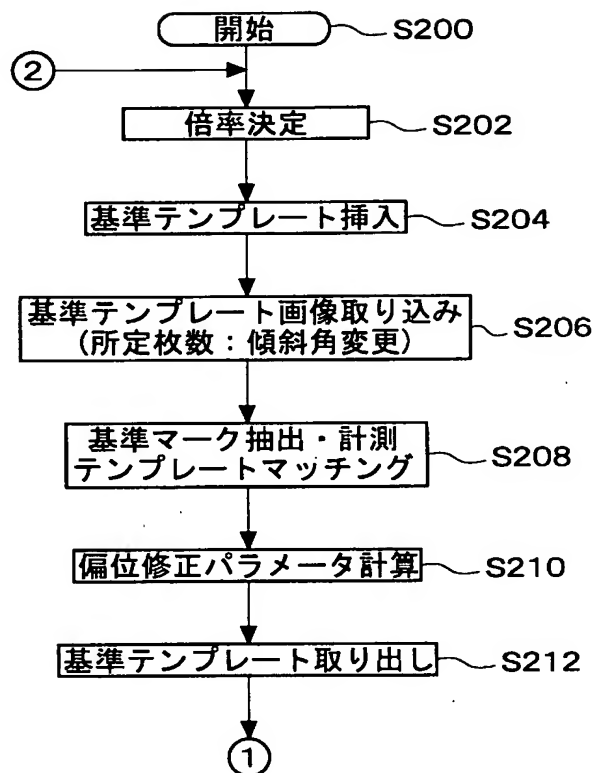 開始 S200
②
倍率決定 S202
基準テンプレート挿入 S204
基準テンプレート画像取り込み
(所定枚数：傾斜角変更) S206
基準マーク抽出・計測
テンプレートマッチング S208
偏位修正パラメータ計算 S210
基準テンプレート取り出し S212
①